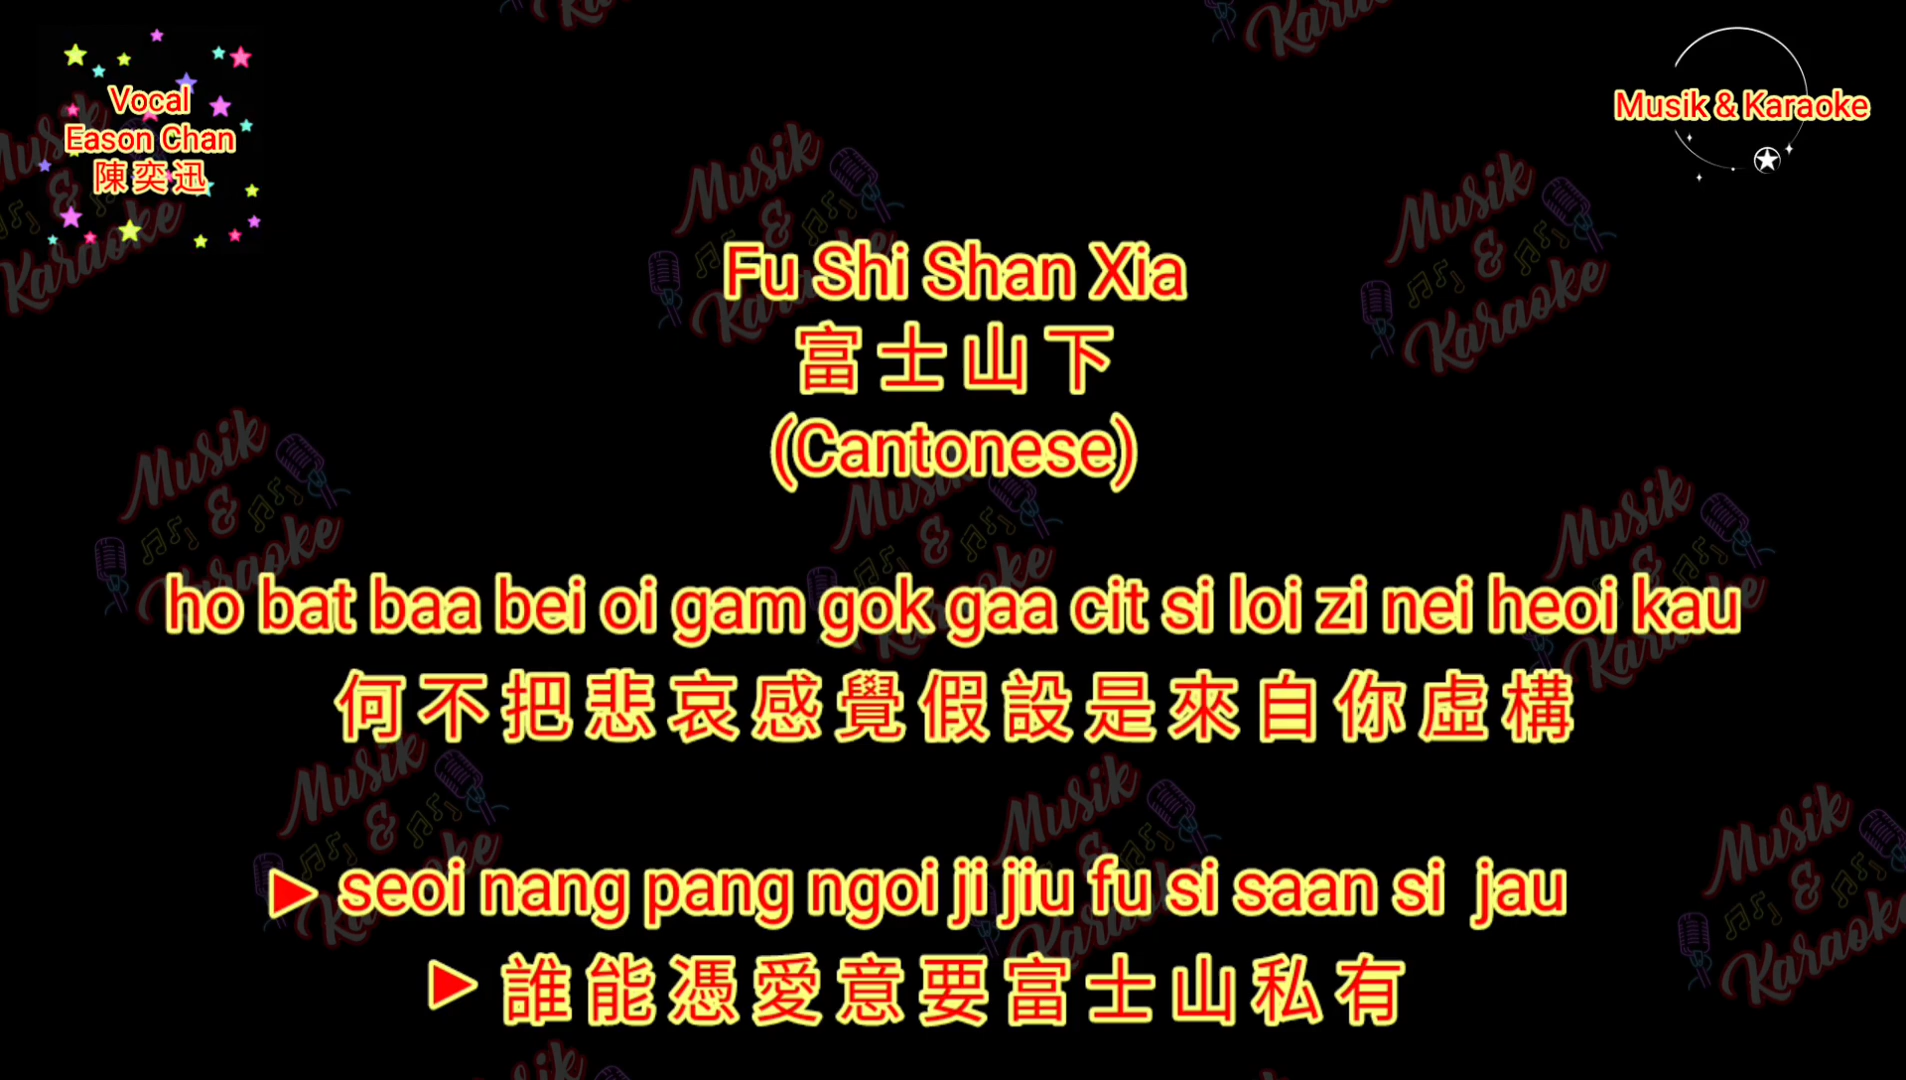 Vocal
Eason Chan
陳奕迅
Musik & Karaoke
Fu Shi Shan Xia
富士山下
(Cantonese)
ho bat baa bei oi gam gok gaa cit si loi zi nei heoi kau
何不把悲哀感覺假設是來自你虛構
seoi nang pang ngoi ji jiu fu si saan si jau
誰能憑愛意要富士山私有
Musik
&
Karaoke